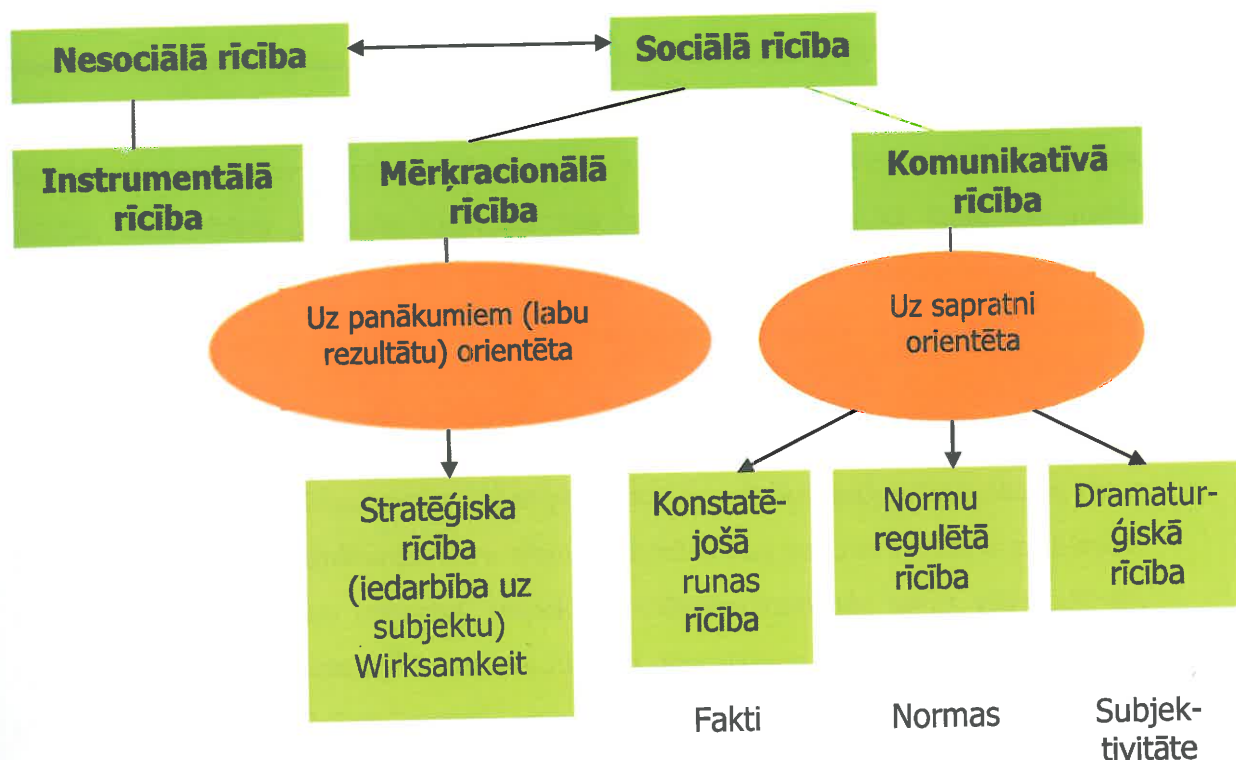 Nesociālā rīcība
Sociālā rīcība
Instrumentālā
rīcība
Mērķracionālā
rīcība
Komunikatīvā
rīcība
Uz panākumiem (labu
rezultātu) orientēta
Uz sapratni
orientēta
Stratēģiska
rīcība
(iedarbība uz
subjektu)
Wirksamkeit
Konstatē-
jošā
runas
rīcība
Normu
regulētā
rīcība
Dramatur-
ģiskā
rīcība
Fakti
Normas
Subjek-
tivitāte